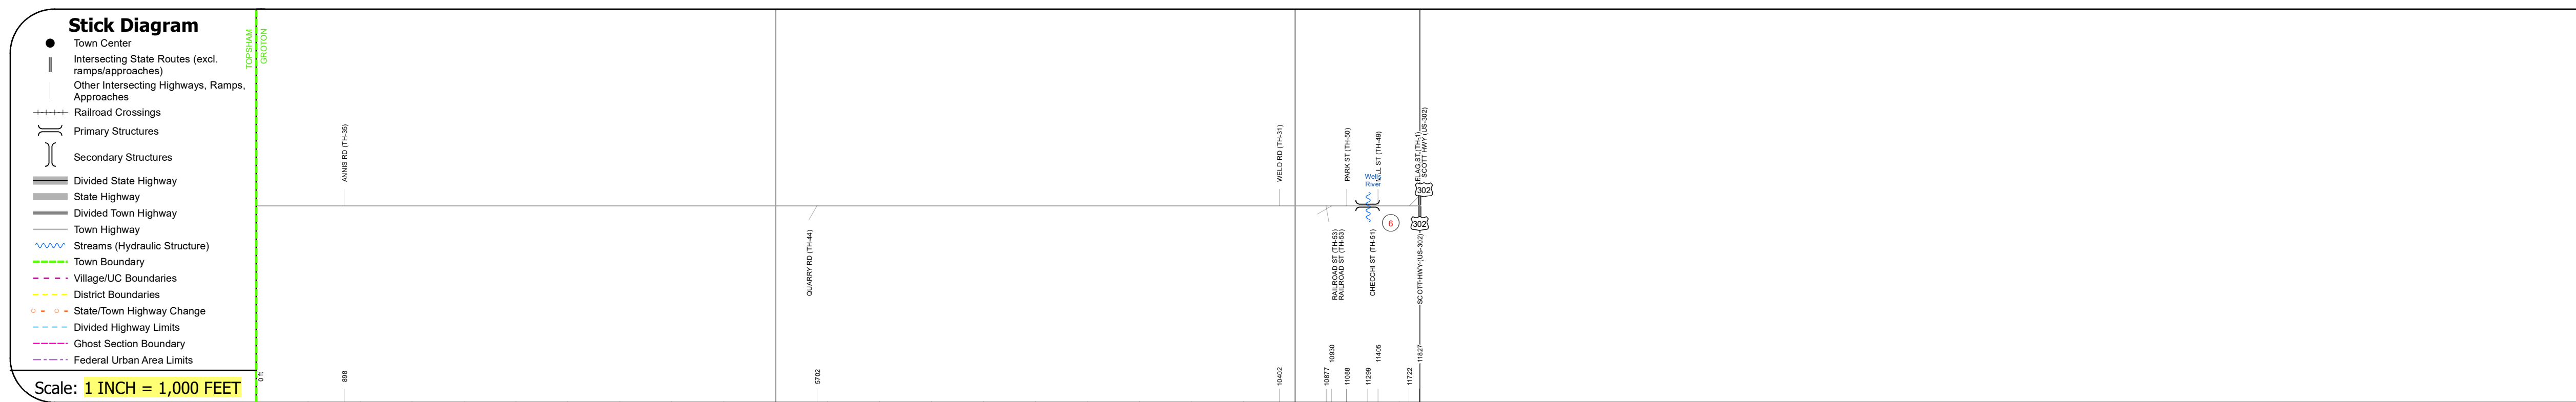 Stick Diagram
Town Center
Intersecting State Routes (excl.
ramps/approaches)
Other Intersecting Highways, Ramps,
Approaches
Railroad Crossings
Primary Structures
Secondary Structures
Divided State Highway
State Highway
Divided Town Highway
Town Highway
Streams (Hydraulic Structure)
Town Boundary
Village/UC Boundaries
District Boundaries
State/Town Highway Change
Divided Highway Limits
Ghost Section Boundary
Federal Urban Area Limits
Scale: 1 INCH = 1,000 FEET
TOPSHAM
GROTON
ANNIS RD (TH-35)
QUARRY RD (TH-44)
WELD RD (TH-31)
RAILROAD ST (TH-53)
RAILROAD ST (TH-53)
PARK ST (TH-50)
Wells
River
CHECCHI ST (TH-51)
ST (TH-49)
6
FLAG ST (TH-1)
SCOTT HWY (US-302)
302
302
SCOTT HWY (US-302)
0 ft
898
5702
10402
10877
10930
11088
11299
11405
11722
11827